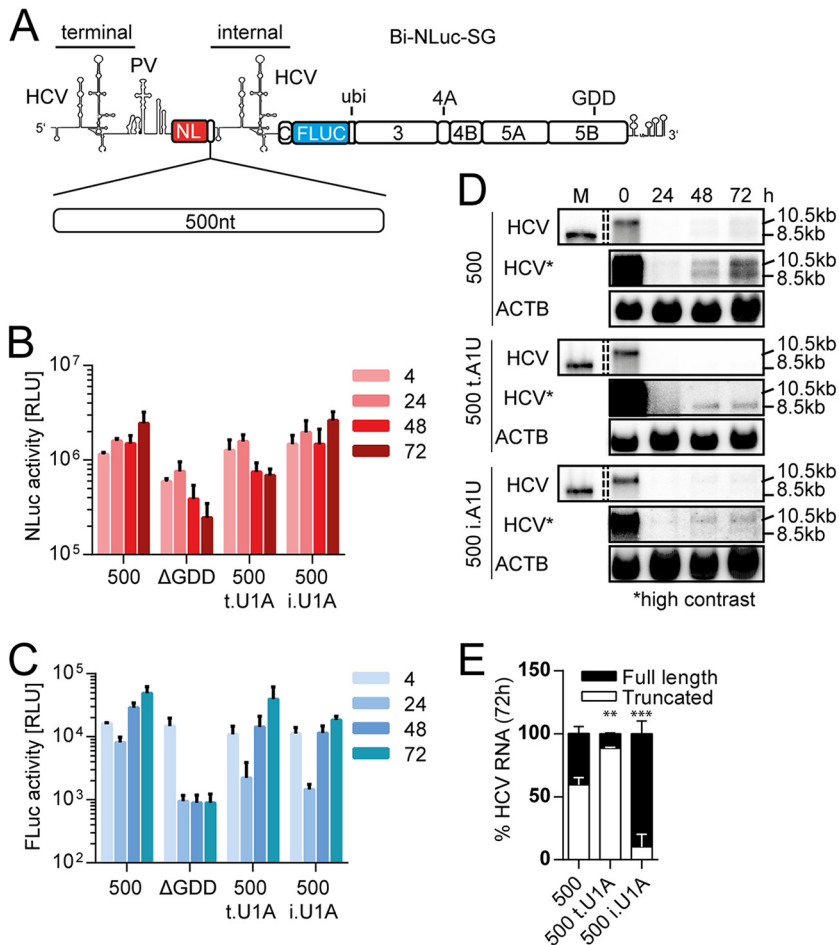 A
terminal
internal
Bi-NLuc-SG
HCV
PV
HCV
ubi
4A
GDD
5‘
NL
C
FLUC
3
4B
5A
5B
3‘
500nt
B
NLuc activity [RLU]
10^7
10^6
10^5
4
24
48
72
500
ΔGDD
500 t.U1A
500 i.U1A
C
FLuc activity [RLU]
10^5
10^4
10^3
10^2
4
24
48
72
500
ΔGDD
500 t.U1A
500 i.U1A
D
M 0 24 48 72 h
500
HCV
10.5kb
8.5kb
HCV*
10.5kb
8.5kb
ACTB
500 t.A1U
HCV
10.5kb
8.5kb
HCV*
10.5kb
8.5kb
ACTB
500 i.A1U
HCV
10.5kb
8.5kb
HCV*
10.5kb
8.5kb
ACTB
*high contrast
E
Full length
Truncated
% HCV RNA (72h)
** ***
100
50
0
500
500 t.U1A
500 i.U1A